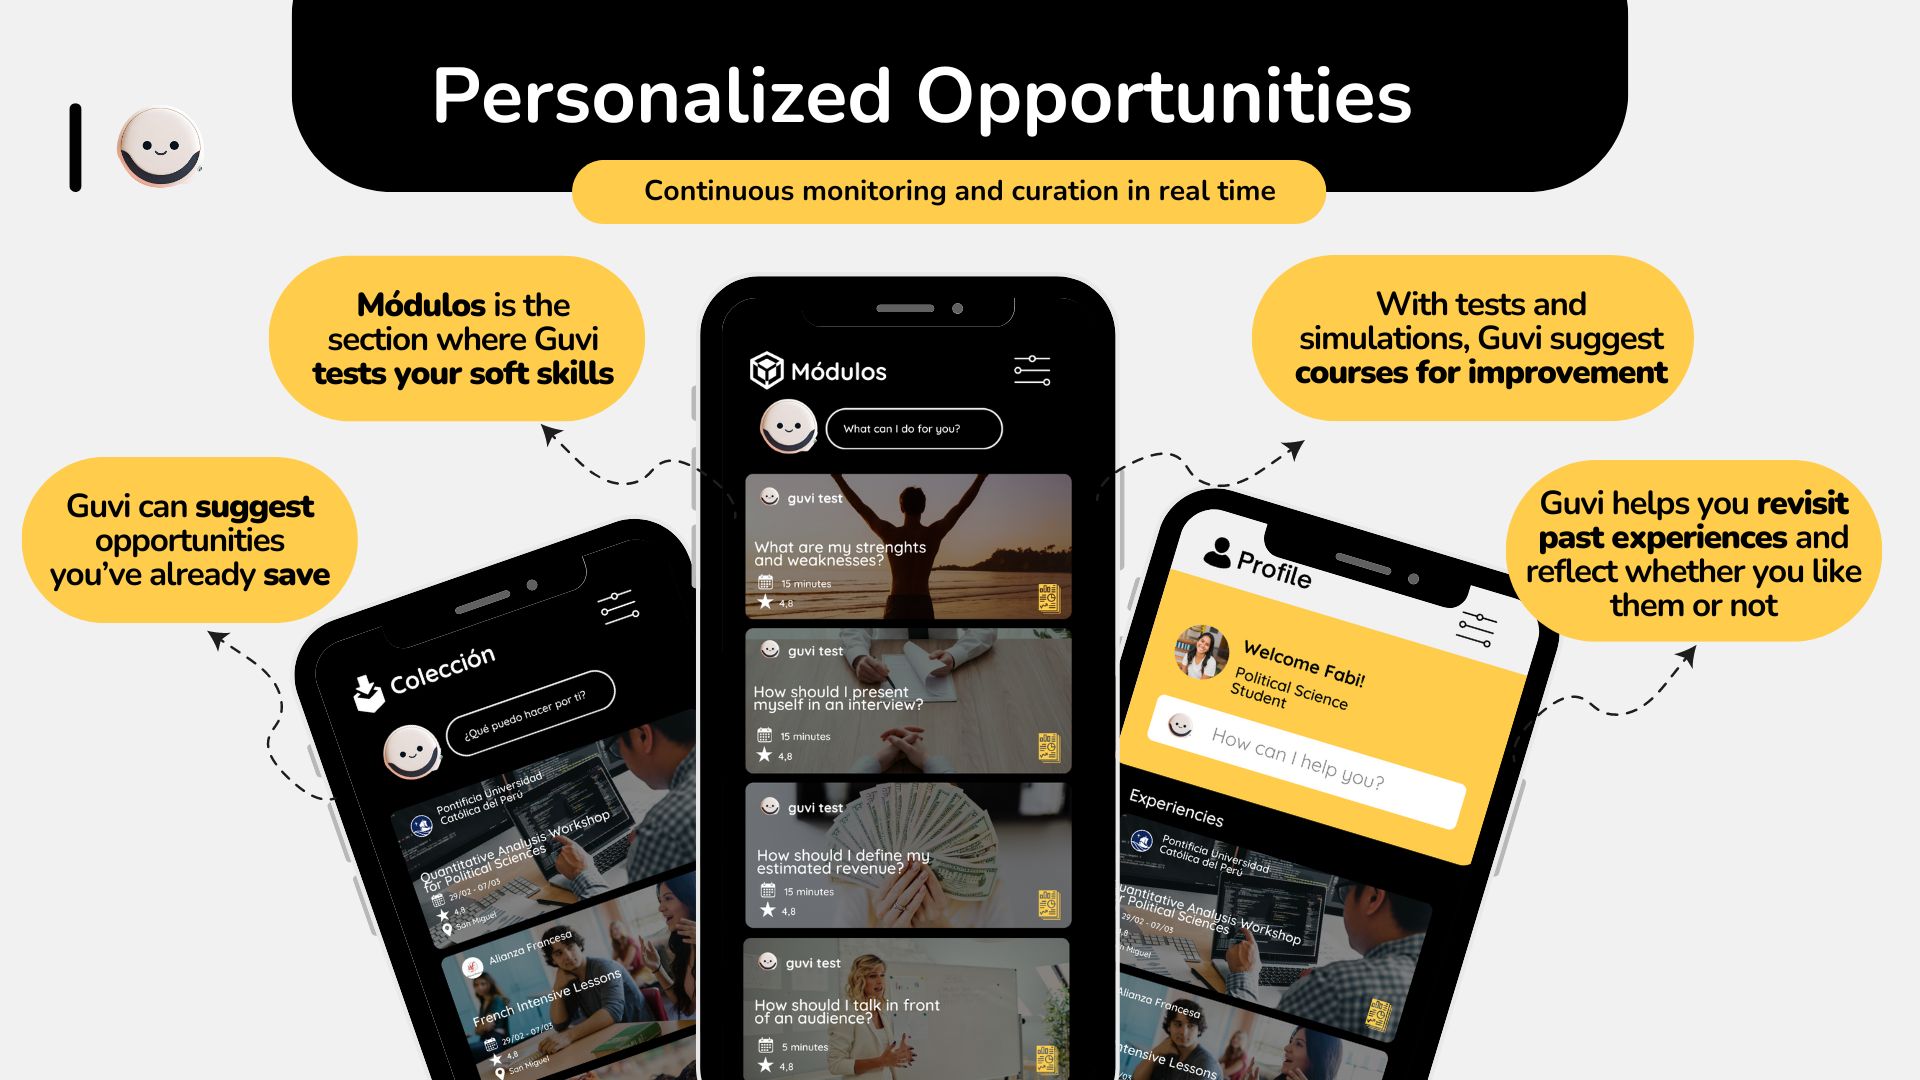 Personalized Opportunities
Continuous monitoring and curation in real time
Módulos is the
section where Guvi
tests your soft skills
With tests and
simulations, Guvi suggest
courses for improvement
Guvi can suggest
opportunities
you've already save
Guvi helps you revisit
past experiences and
reflect whether you like
them or not
Colección
¿Qué puedo hacer por ti?
Pontificia Universidad
Católica del Perú
Quantitative Analysis Workshop
for Political Sciences
29/02 - 07/03
4,8
San Miguel
Alianza Francesa
French Intensive Lessons
29/02 - 07/03
4,8
San Miguel
Módulos
What can I do for you?
guvi test
What are my strenghts
and weaknesses?
15 minutes
4,8
guvi test
How should I present
myself in an interview?
15 minutes
4,8
guvi test
How should I define my
estimated revenue?
15 minutes
4,8
guvi test
How should I talk in front
of an audience?
5 minutes
4,8
Profile
Welcome Fabi!
Political Science
Student
How can I help you?
Experiencies
Pontificia Universidad
Católica del Perú
uantitative Analysis Workshop
r Political Sciences
29/02 - 07/03
,8
n Miguel
Alianza Francesa
ntensive Lessons
/03